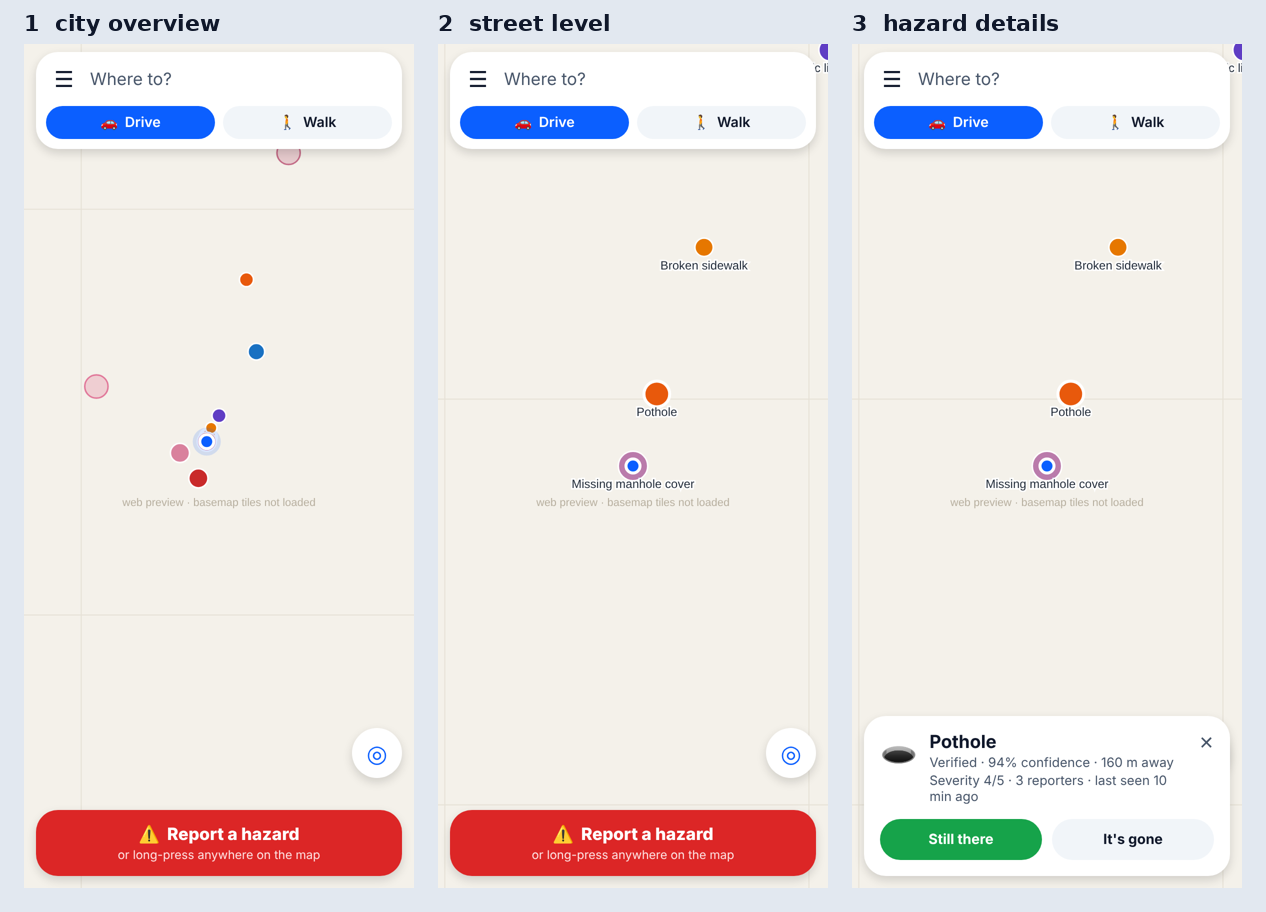 1 city overview
☰ Where to?
🚗 Drive
🚶 Walk
web preview · basemap tiles not loaded
⚠️ Report a hazard
or long-press anywhere on the map
2 street level
☰ Where to?
c li
🚗 Drive
🚶 Walk
Broken sidewalk
Pothole
Missing manhole cover
web preview · basemap tiles not loaded
⚠️ Report a hazard
or long-press anywhere on the map
3 hazard details
☰ Where to?
c li
🚗 Drive
🚶 Walk
Broken sidewalk
Pothole
Missing manhole cover
web preview · basemap tiles not loaded
Pothole
✕
Verified · 94% confidence · 160 m away
Severity 4/5 · 3 reporters · last seen 10
min ago
Still there
It's gone